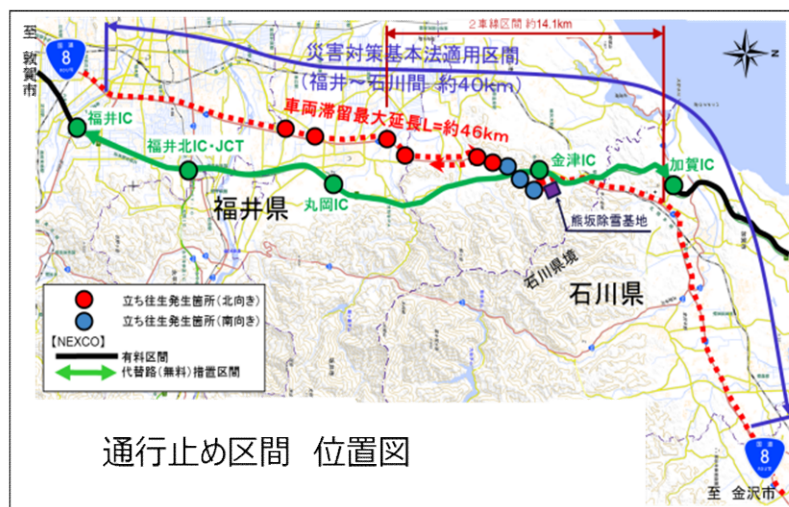 至
敦賀市
国道
8
2車線区間 約14.1km
災害対策基本法適用区間
(福井～石川間 約40km)
車両滞留最大延長L=約46km
N
福井IC
福井北IC・JCT
丸岡IC
金津IC
加賀IC
熊坂除雪基地
福井県
石川県境
石川県
立ち往生発生箇所(北向き)
立ち往生発生箇所(南向き)
【NEXCO】
有料区間
代替路(無料)措置区間
通行止め区間 位置図
国道
8
至 金沢市